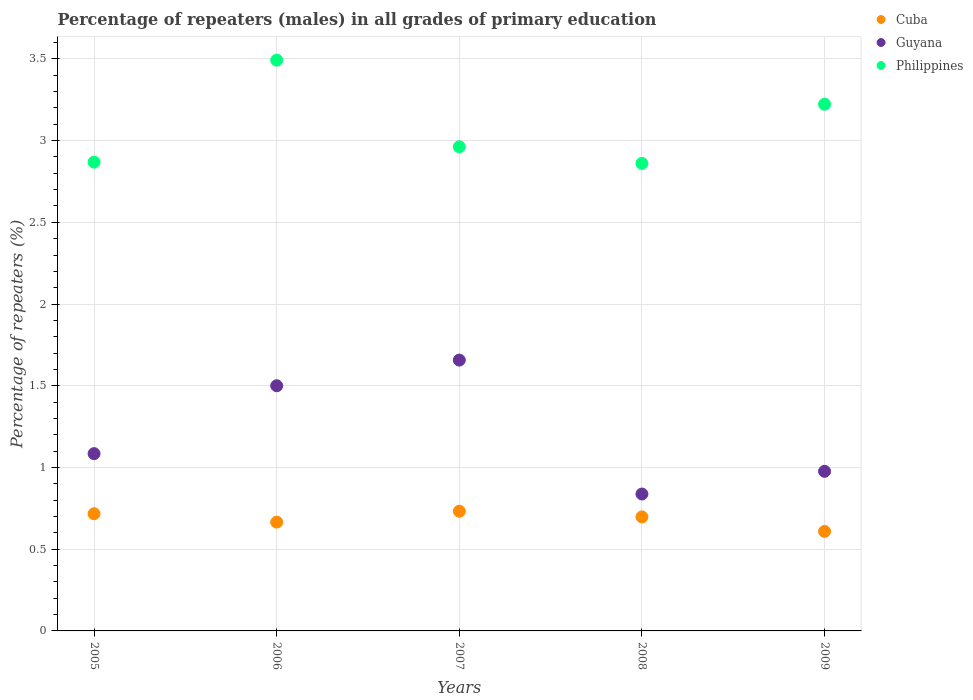 Percentage of repeaters (males) in all grades of primary education
Cuba
Guyana
Philippines
Percentage of repeaters (%)
3.5
3
2.5
2
1.5
1
0.5
0
2005
2006
2007
2008
2009
Years